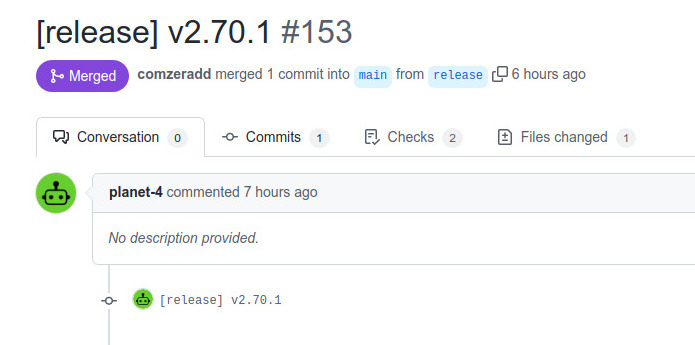 [release] v2.70.1 #153
Merged comzeradd merged 1 commit into main from release 6 hours ago
Conversation 0 Commits 1 Checks 2 Files changed 1
planet-4 commented 7 hours ago
No description provided.
[release] v2.70.1